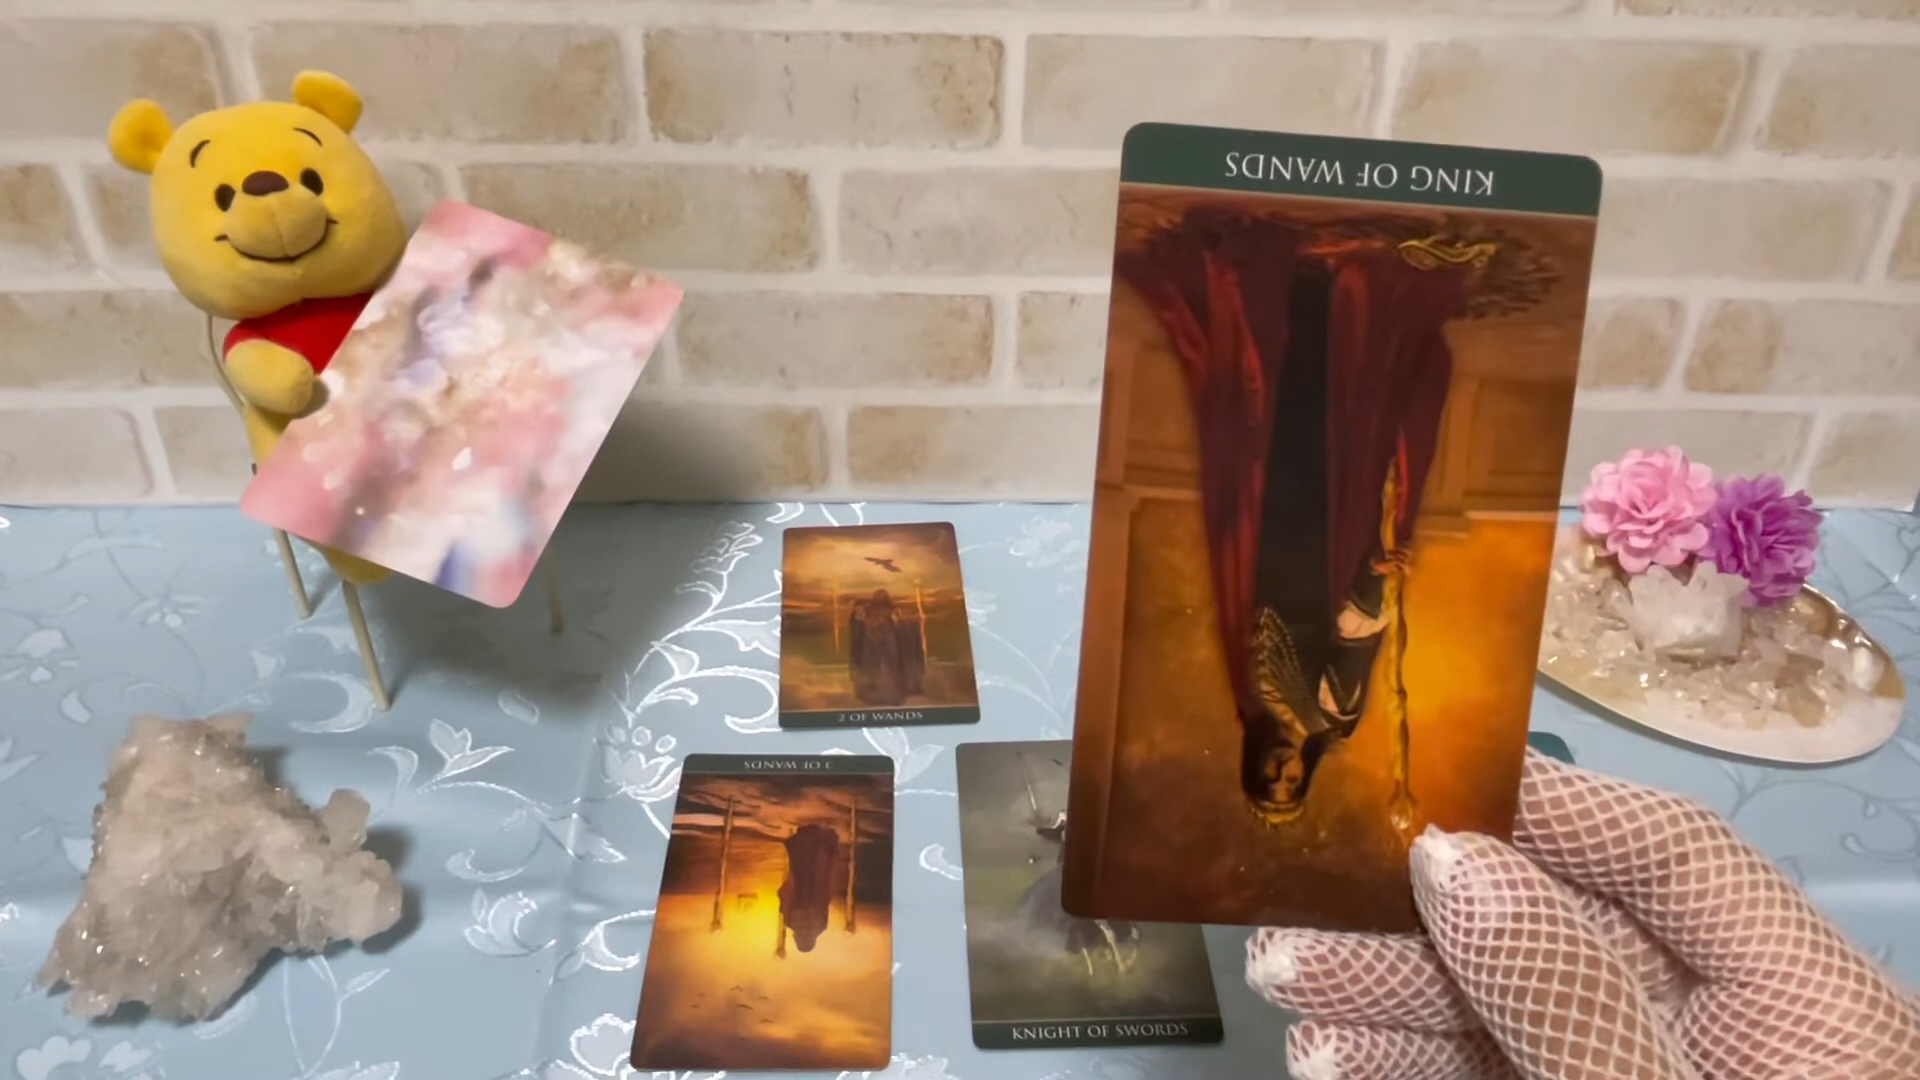 KING OF WANDS
2 OF WANDS
3 OF WANDS
KNIGHT OF SWORDS